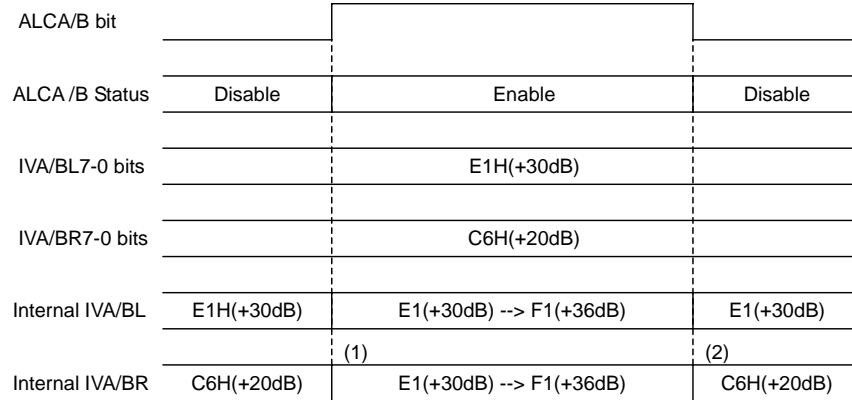 ALCA/B bit
ALCA /B Status Disable Enable Disable
IVA/BL7-0 bits E1H(+30dB)
IVA/BR7-0 bits C6H(+20dB)
Internal IVA/BL E1H(+30dB) E1(+30dB) --> F1(+36dB) E1(+30dB)
(1) (2)
Internal IVA/BR C6H(+20dB) E1(+30dB) --> F1(+36dB) C6H(+20dB)